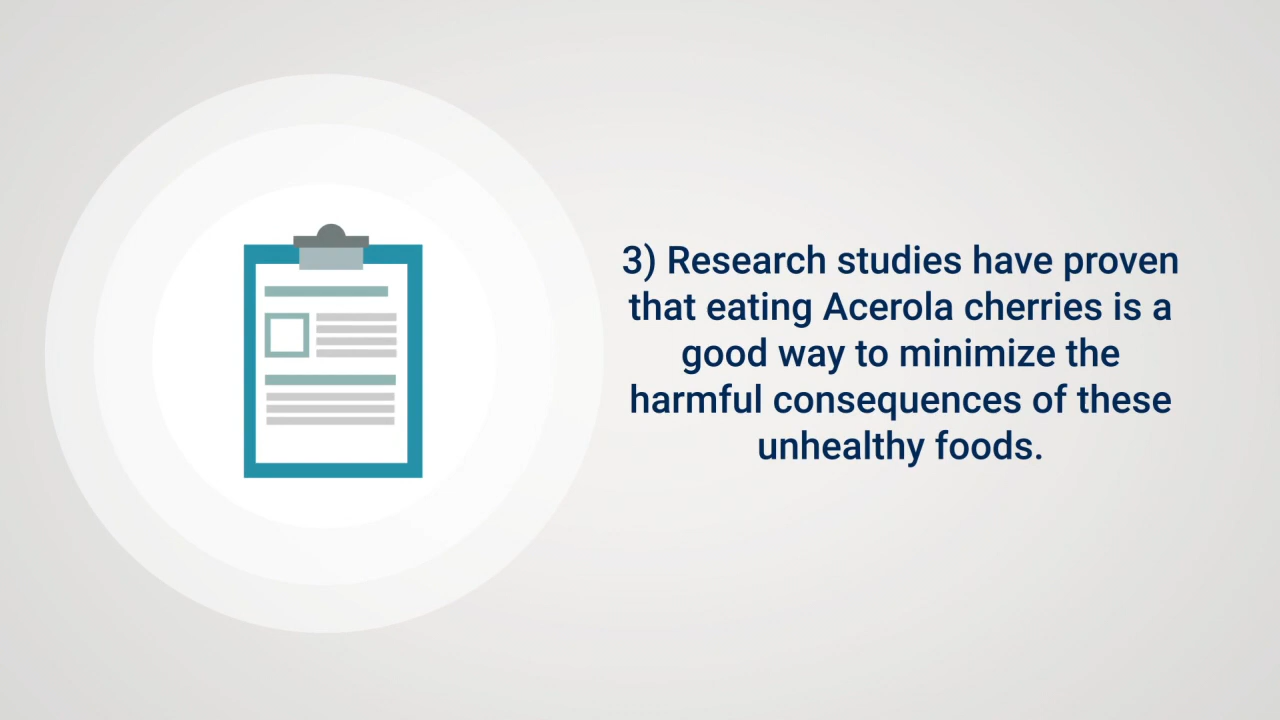 3) Research studies have proven
that eating Acerola cherries is a
good way to minimize the
harmful consequences of these
unhealthy foods.